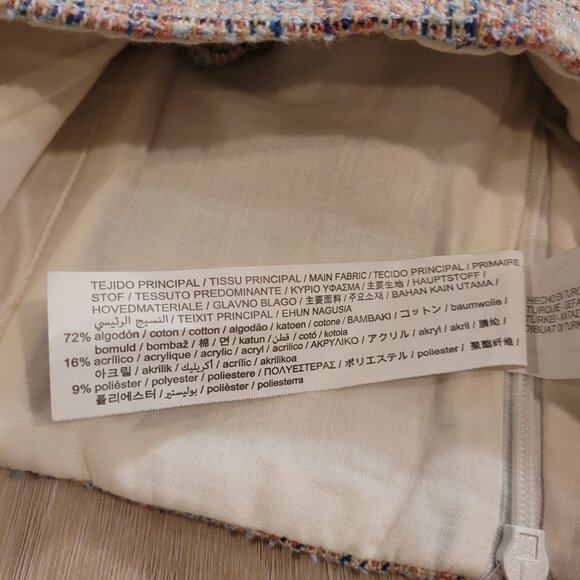 TEJIDO PRINCIPAL / TISSU PRINCIPAL / MAIN FABRIC / TECIDO PRINCIPAL / PRIMAIRE
STOF / TESSUTO PREDOMINANTE / ΚΥΡΙΟ ΥΦΑΣΜΑ / 主要生地 / HAUPTSTOFF /
HOVEDMATERIALE / GLAVNO BLAGO / 主要面料 / 주요소재 / BAHAN KAIN UTAMA /
النسيج الرئيسي / TEIXIT PRINCIPAL / EHUN NAGUSIA
72% algodón / coton / cotton / algodão / katoen / cotone / ΒΑΜΒΑΚΙ / コットン / baumwolle /
bomuld / bombaž / 棉 / 면 / katun / قطن / cotó / kotoia
16% acrílico / acrylique / acrylic / acryl / acrilico / ΑΚΡΥΛΙΚΟ / アクリル / akryl / akril / 腈纶 /
아크릴 / akrilik / أكريليك / acrílic / akrilikoa
9% poliéster / polyester / poliestere / ΠΟΛΥΕΣΤΕΡΑΣ / ポリエステル / poliester / 聚酯纤维 /
폴리에스터 / بوليستير / polièster / poliesterra
HECHO EN
TURQUIE